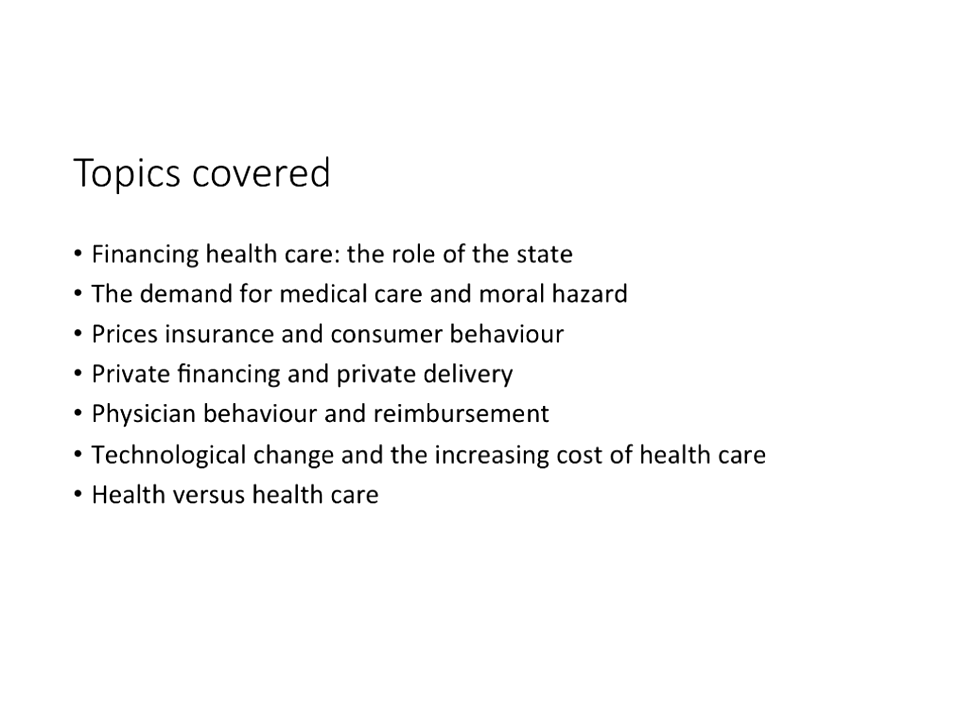 Topics covered
• Financing health care: the role of the state
• The demand for medical care and moral hazard
• Prices insurance and consumer behaviour
• Private financing and private delivery
• Physician behaviour and reimbursement
• Technological change and the increasing cost of health care
• Health versus health care